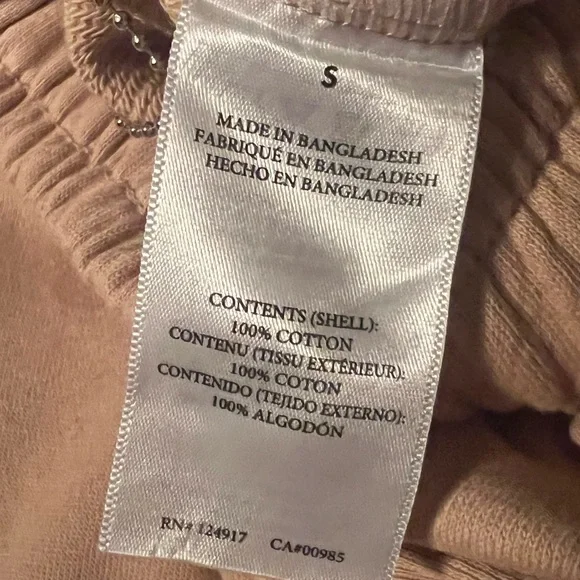 S
MADE IN BANGLADESH
FABRIQUÉ EN BANGLADESH
HECHO EN BANGLADESH
CONTENTS (SHELL):
100% COTTON
CONTENU (TISSU EXTÉRIEUR):
100% COTON
CONTENIDO (TEJIDO EXTERNO):
100% ALGODÓN
RN# 124917 CA#00985